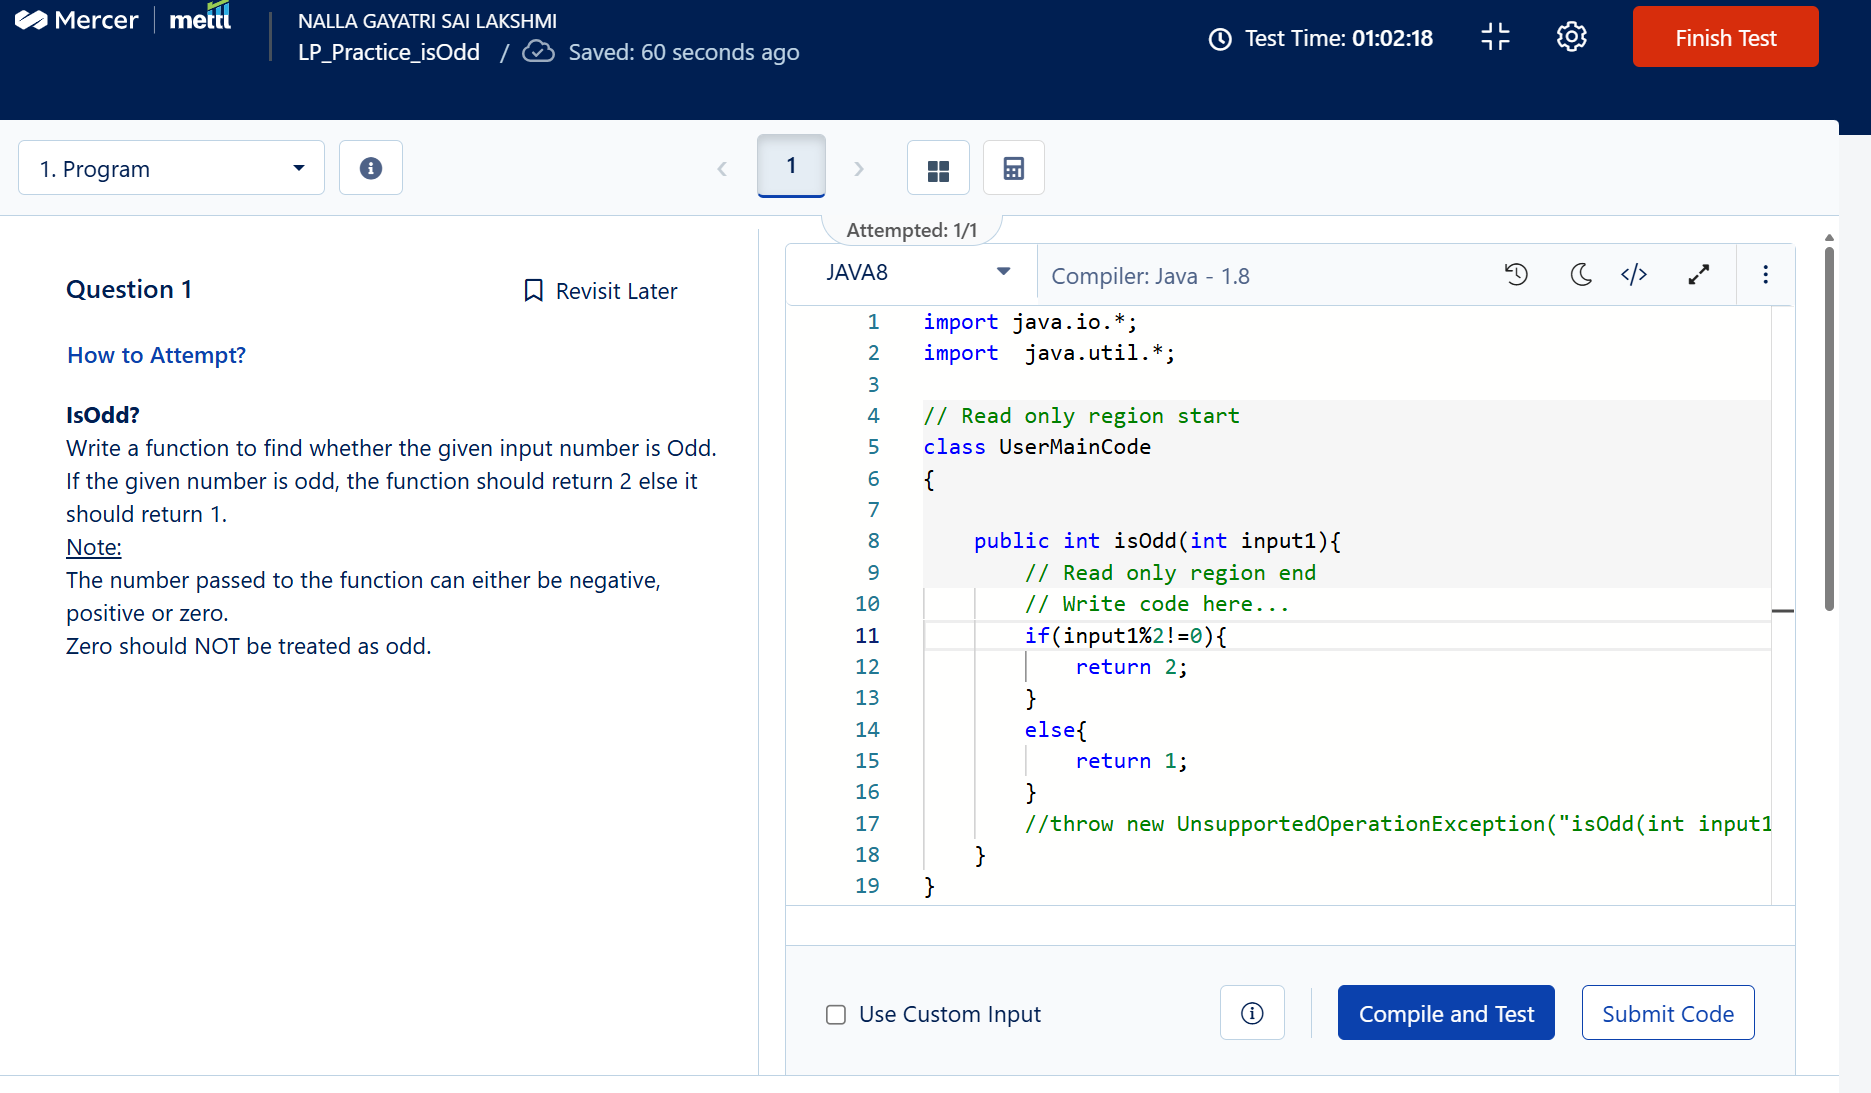 Mercer mettl
NALLA GAYATRI SAI LAKSHMI
LP_Practice_isOdd / Saved: 60 seconds ago
Test Time: 01:02:18
Finish Test
1. Program
1
Attempted: 1/1
Question 1
Revisit Later
How to Attempt?
IsOdd?
Write a function to find whether the given input number is Odd.
If the given number is odd, the function should return 2 else it
should return 1.
Note:
The number passed to the function can either be negative,
positive or zero.
Zero should NOT be treated as odd.
JAVA8
Compiler: Java - 1.8
1 import java.io.*;
2 import  java.util.*;
3
4 // Read only region start
5 class UserMainCode
6 {
7
8     public int isOdd(int input1){
9         // Read only region end
10         // Write code here...
11         if(input1%2!=0){
12             return 2;
13         }
14         else{
15             return 1;
16         }
17         //throw new UnsupportedOperationException("isOdd(int input1
18     }
19 }
Use Custom Input
Compile and Test
Submit Code